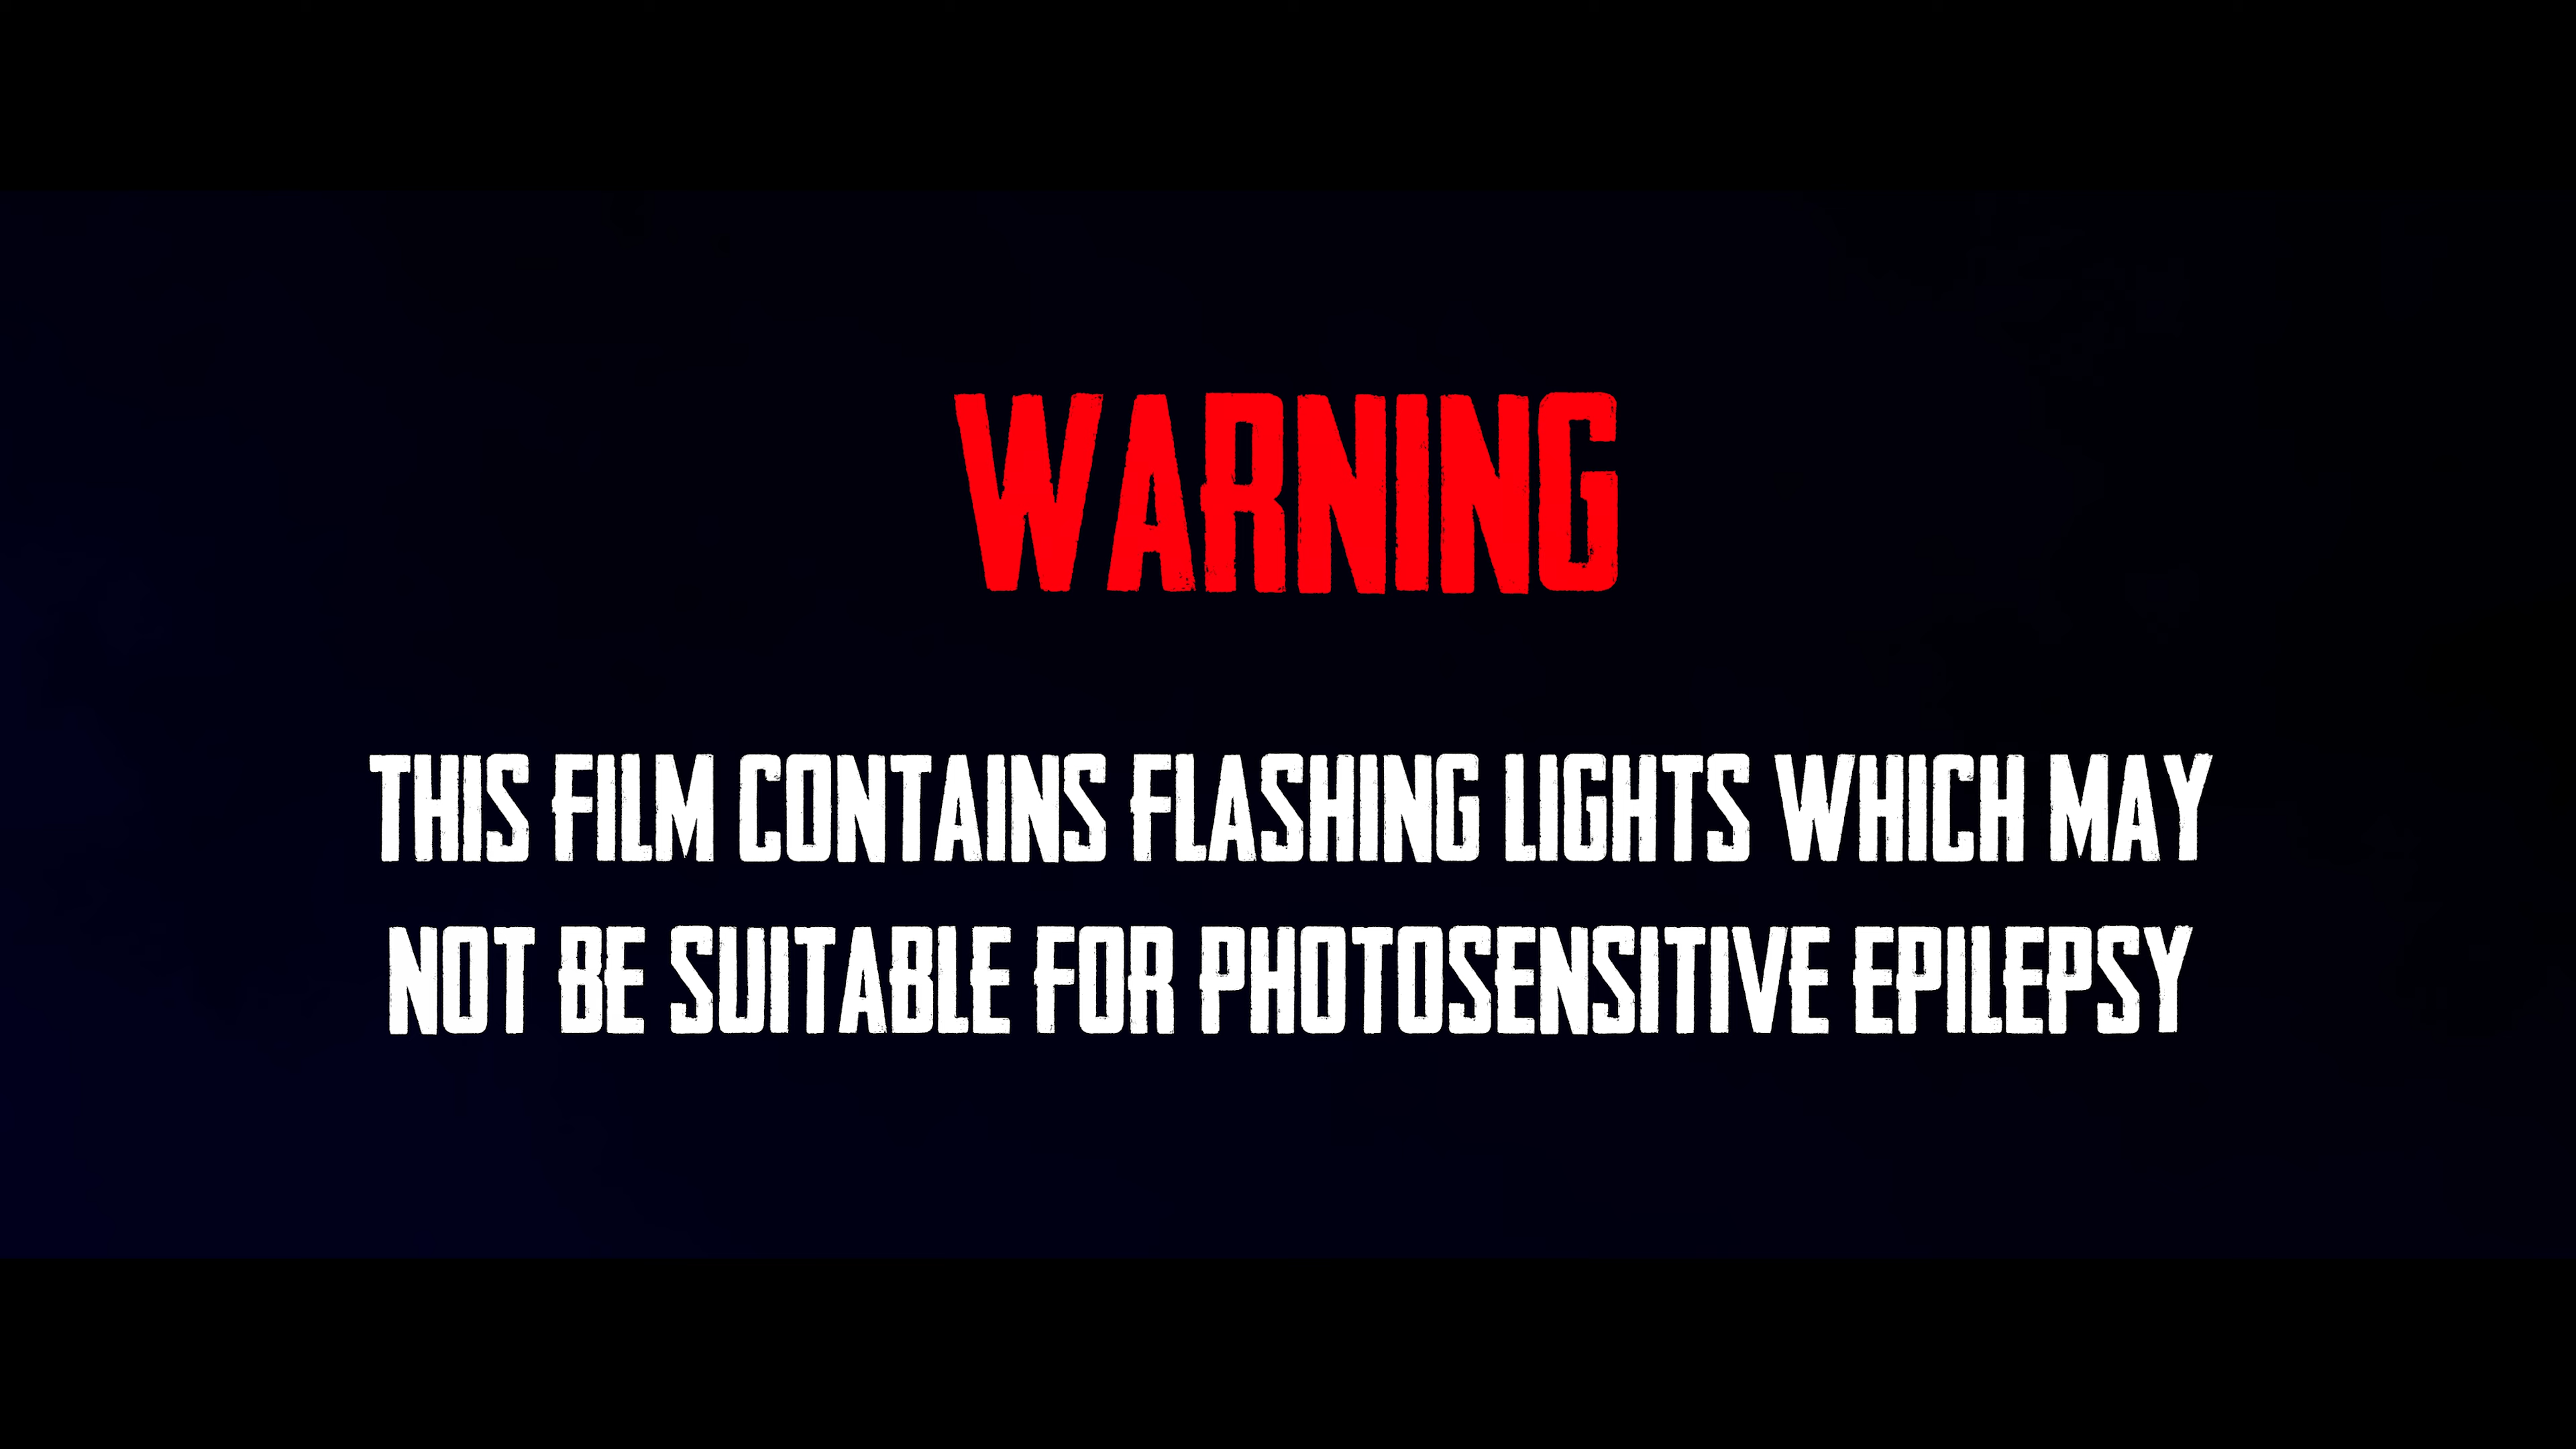 WARNING
THIS FILM CONTAINS FLASHING LIGHTS WHICH MAY
NOT BE SUITABLE FOR PHOTOSENSITIVE EPILEPSY